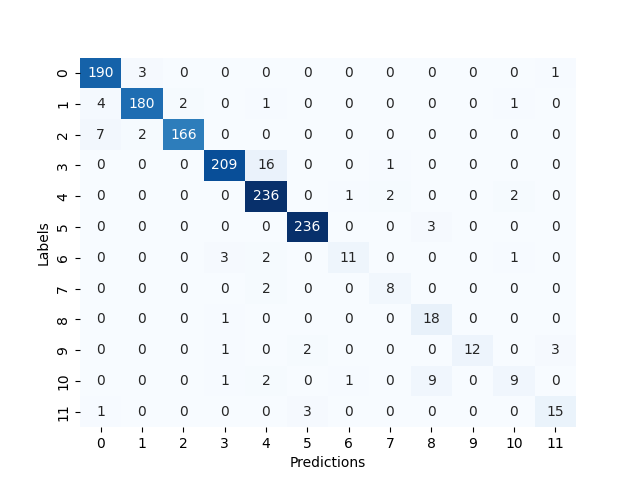 0 190 3 0 0 0 0 0 0 0 0 0 1
1 4 180 2 0 1 0 0 0 0 0 1 0
2 7 2 166 0 0 0 0 0 0 0 0 0
3 0 0 0 209 16 0 0 1 0 0 0 0
4 0 0 0 0 236 0 1 2 0 0 2 0
5 0 0 0 0 0 236 0 0 3 0 0 0
Labels
6 0 0 0 3 2 0 11 0 0 0 1 0
7 0 0 0 0 2 0 0 8 0 0 0 0
8 0 0 0 1 0 0 0 0 18 0 0 0
9 0 0 0 1 0 2 0 0 0 12 0 3
10 0 0 0 1 2 0 1 0 9 0 9 0
11 1 0 0 0 0 3 0 0 0 0 0 15
0 1 2 3 4 5 6 7 8 9 10 11
Predictions